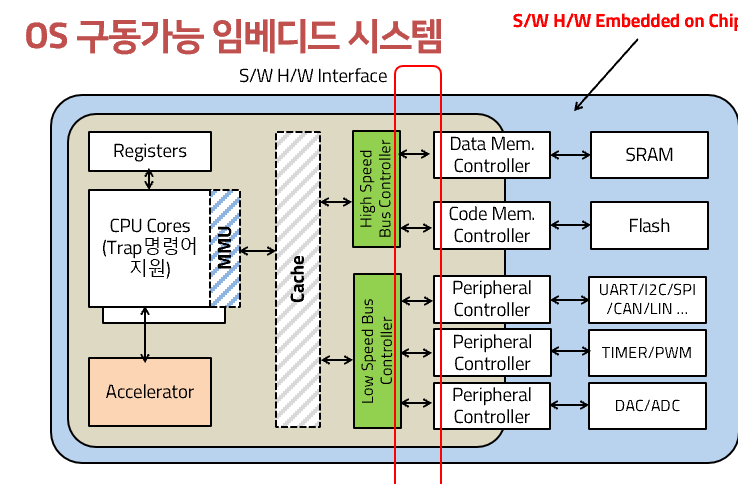 OS 구동가능 임베디드 시스템
S/W H/W Embedded on Chip
S/W H/W Interface
Registers
CPU Cores
(Trap명령어
지원)
MMU
Accelerator
Cache
High Speed
Bus Controller
Low Speed Bus
Controller
Data Mem.
Controller
Code Mem.
Controller
Peripheral
Controller
Peripheral
Controller
Peripheral
Controller
SRAM
Flash
UART/I2C/SPI
/CAN/LIN ...
TIMER/PWM
DAC/ADC